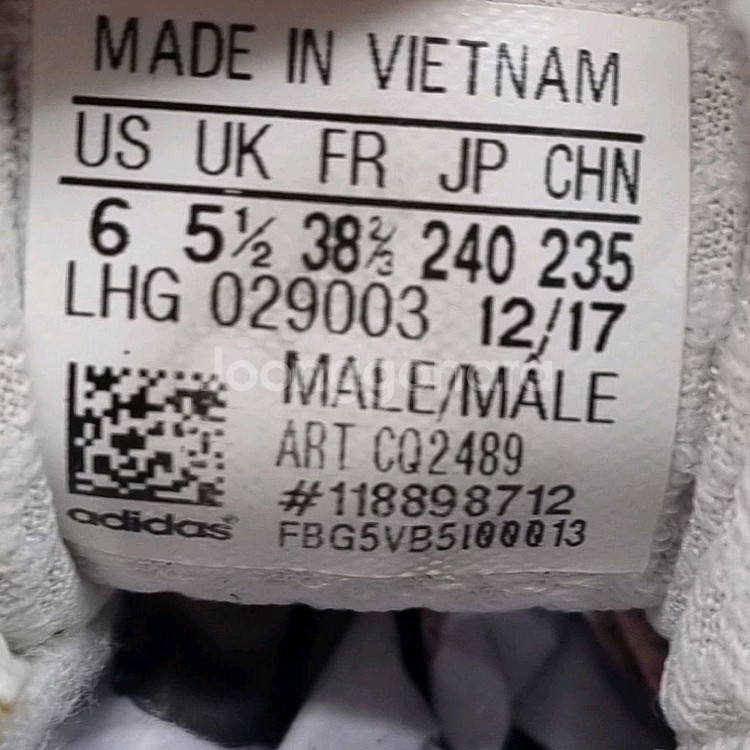 MADE IN VIETNAM
US UK FR JP CHN
6 5½ 38⅔ 240 235
LHG 029003 12/17
MALE/MÂLE
ART CQ2489
#118898712
adidas FBG5VB5I00013